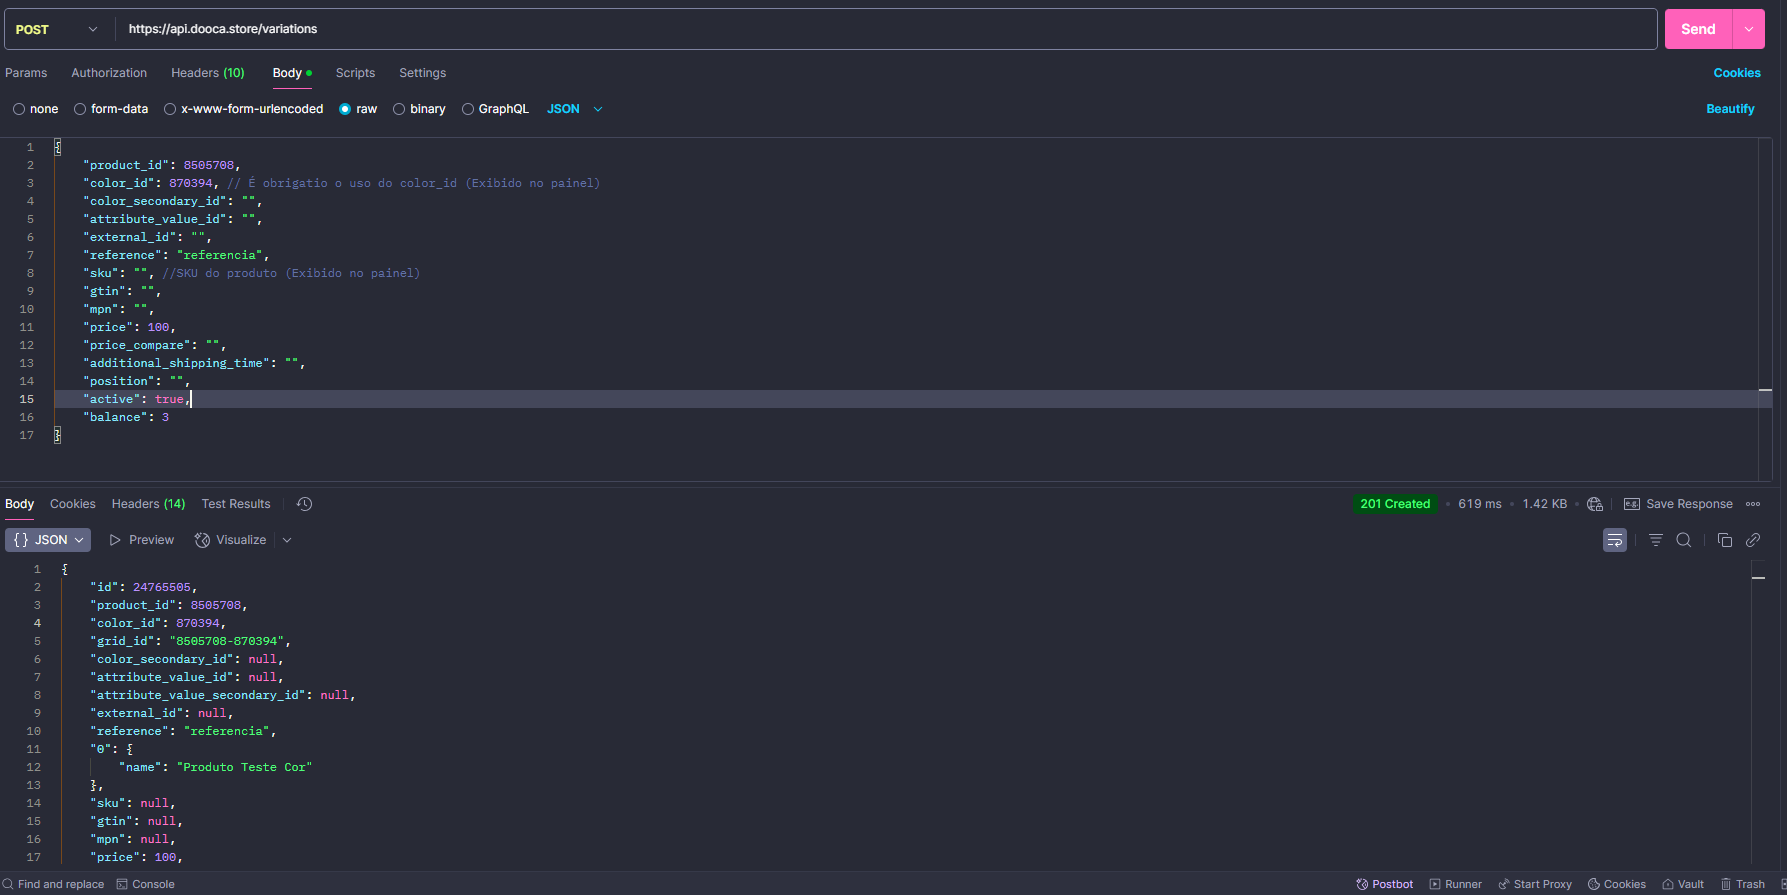 POST https://api.dooca.store/variations Send
Params Authorization Headers (10) Body Scripts Settings Cookies
none form-data x-www-form-urlencoded raw binary GraphQL JSON Beautify
1 {
2 "product_id": 8505708,
3 "color_id": 870394, // É obrigatio o uso do color_id (Exibido no painel)
4 "color_secondary_id": "",
5 "attribute_value_id": "",
6 "external_id": "",
7 "reference": "referencia",
8 "sku": "", //SKU do produto (Exibido no painel)
9 "gtin": "",
10 "mpn": "",
11 "price": 100,
12 "price_compare": "",
13 "additional_shipping_time": "",
14 "position": "",
15 "active": true,
16 "balance": 3
17 }
Body Cookies Headers (14) Test Results 201 Created • 619 ms • 1.42 KB • e.g. Save Response
{ } JSON Preview Visualize
1 {
2 "id": 24765505,
3 "product_id": 8505708,
4 "color_id": 870394,
5 "grid_id": "8505708-870394",
6 "color_secondary_id": null,
7 "attribute_value_id": null,
8 "attribute_value_secondary_id": null,
9 "external_id": null,
10 "reference": "referencia",
11 "0": {
12 "name": "Produto Teste Cor"
13 },
14 "sku": null,
15 "gtin": null,
16 "mpn": null,
17 "price": 100,
Find and replace Console Postbot Runner Start Proxy Cookies Vault Trash